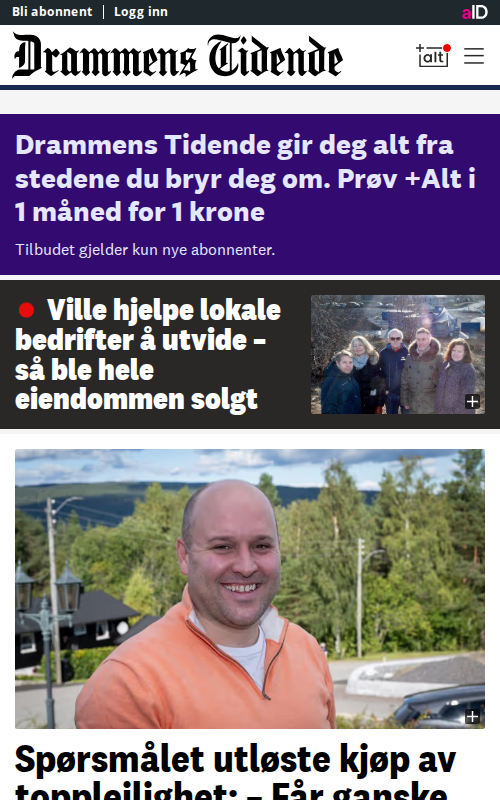 Bli abonnent | Logg inn
aID
Drammens Tidende
+alt
Drammens Tidende gir deg alt fra
stedene du bryr deg om. Prøv +Alt i
1 måned for 1 krone
Tilbudet gjelder kun nye abonnenter.
Ville hjelpe lokale
bedrifter å utvide –
så ble hele
eiendommen solgt
Spørsmålet utløste kjøp av
toppleilighet: – Får ganske